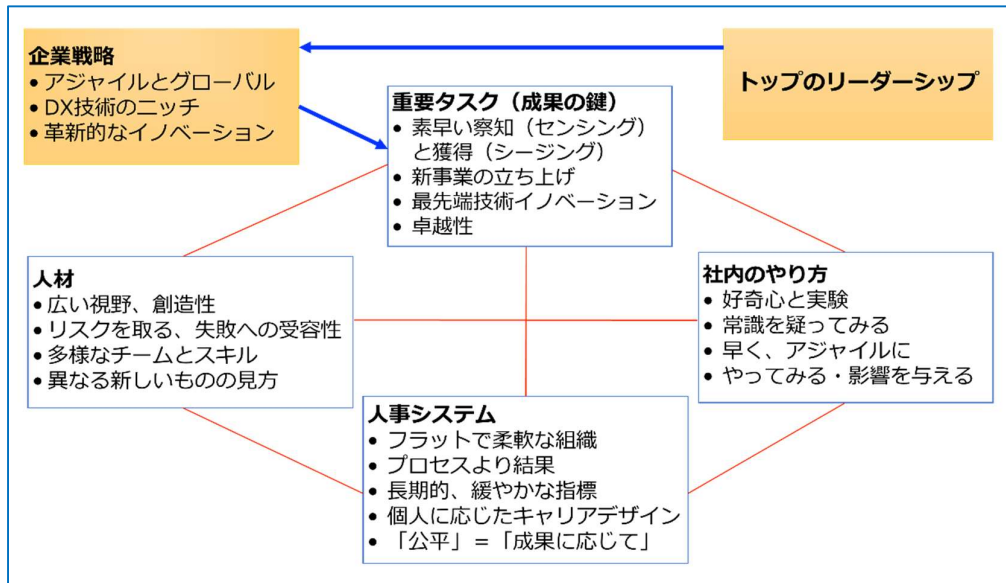 企業戦略
• アジャイルとグローバル
• DX技術のニッチ
• 革新的なイノベーション
トップのリーダーシップ
重要タスク（成果の鍵）
• 素早い察知（センシング）
と獲得（シージング）
• 新事業の立ち上げ
• 最先端技術イノベーション
• 卓越性
人材
• 広い視野、創造性
• リスクを取る、失敗への受容性
• 多様なチームとスキル
• 異なる新しいものの見方
社内のやり方
• 好奇心と実験
• 常識を疑ってみる
• 早く、アジャイルに
• やってみる・影響を与える
人事システム
• フラットで柔軟な組織
• プロセスより結果
• 長期的、緩やかな指標
• 個人に応じたキャリアデザイン
• 「公平」＝「成果に応じて」